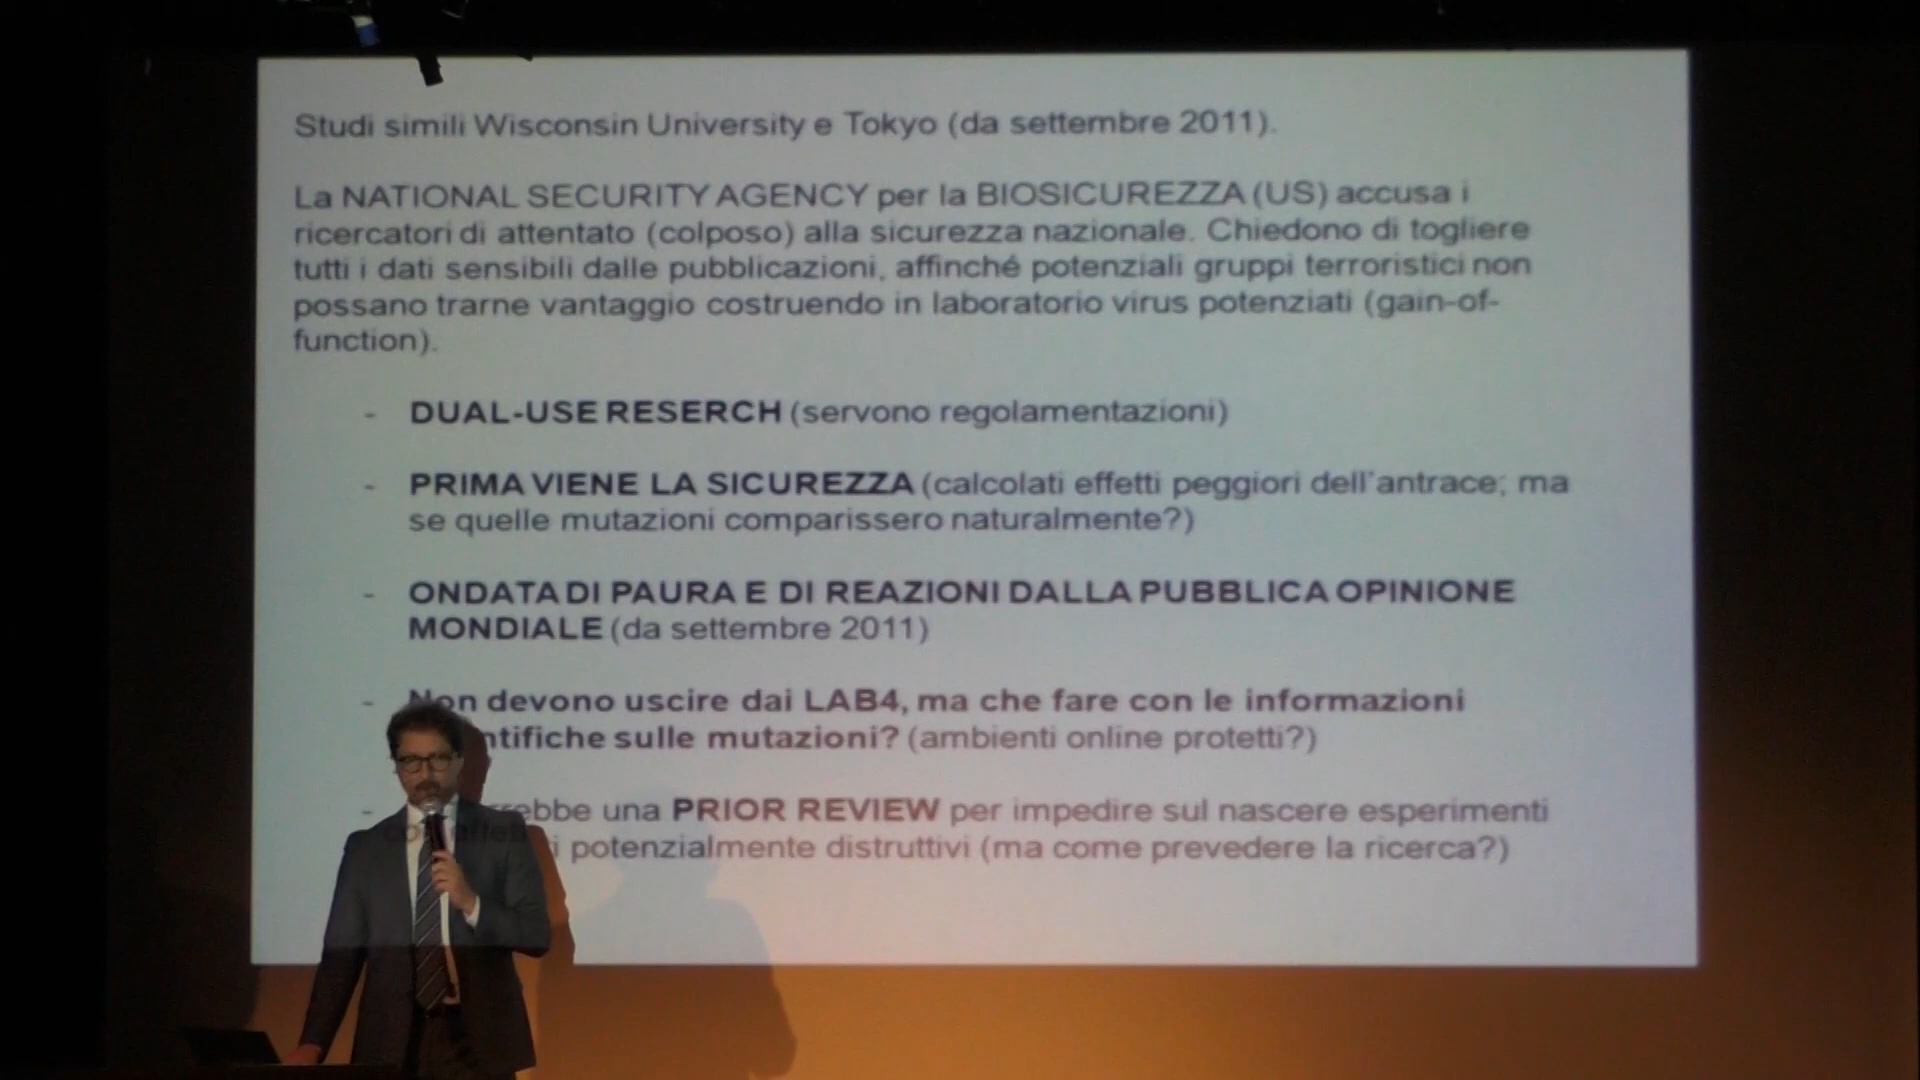 Studi simili Wisconsin University e Tokyo (da settembre 2011).
La NATIONAL SECURITY AGENCY per la BIOSICUREZZA (US) accusa i
ricercatori di attentato (colposo) alla sicurezza nazionale. Chiedono di togliere
tutti i dati sensibili dalle pubblicazioni, affinché potenziali gruppi terroristici non
possano trarne vantaggio costruendo in laboratorio virus potenziati (gain-of-
function).
- DUAL-USE RESERCH (servono regolamentazioni)
- PRIMA VIENE LA SICUREZZA (calcolati effetti peggiori dell'antrace; ma
se quelle mutazioni comparissero naturalmente?)
- ONDATA DI PAURA E DI REAZIONI DALLA PUBBLICA OPINIONE
MONDIALE (da settembre 2011)
- Non devono uscire dai LAB4, ma che fare con le informazioni
ntifiche sulle mutazioni? (ambienti online protetti?)
- rebbe una PRIOR REVIEW per impedire sul nascere esperimenti
i potenzialmente distruttivi (ma come prevedere la ricerca?)